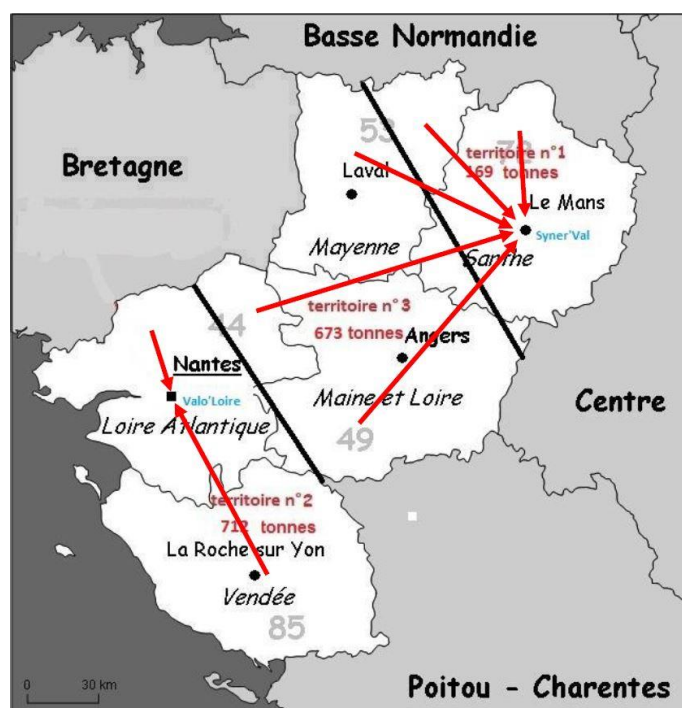 Basse Normandie
Bretagne
53
72
territoire n°1
169 tonnes
Laval
Le Mans
Syner'Val
Mayenne
Sarthe
44
territoire n°3
673 tonnes
Angers
Nantes
Valo'Loire
Loire Atlantique
Maine et Loire
Centre
49
territoire n°2
712 tonnes
La Roche sur Yon
Vendée
85
0 30 km
Poitou - Charentes